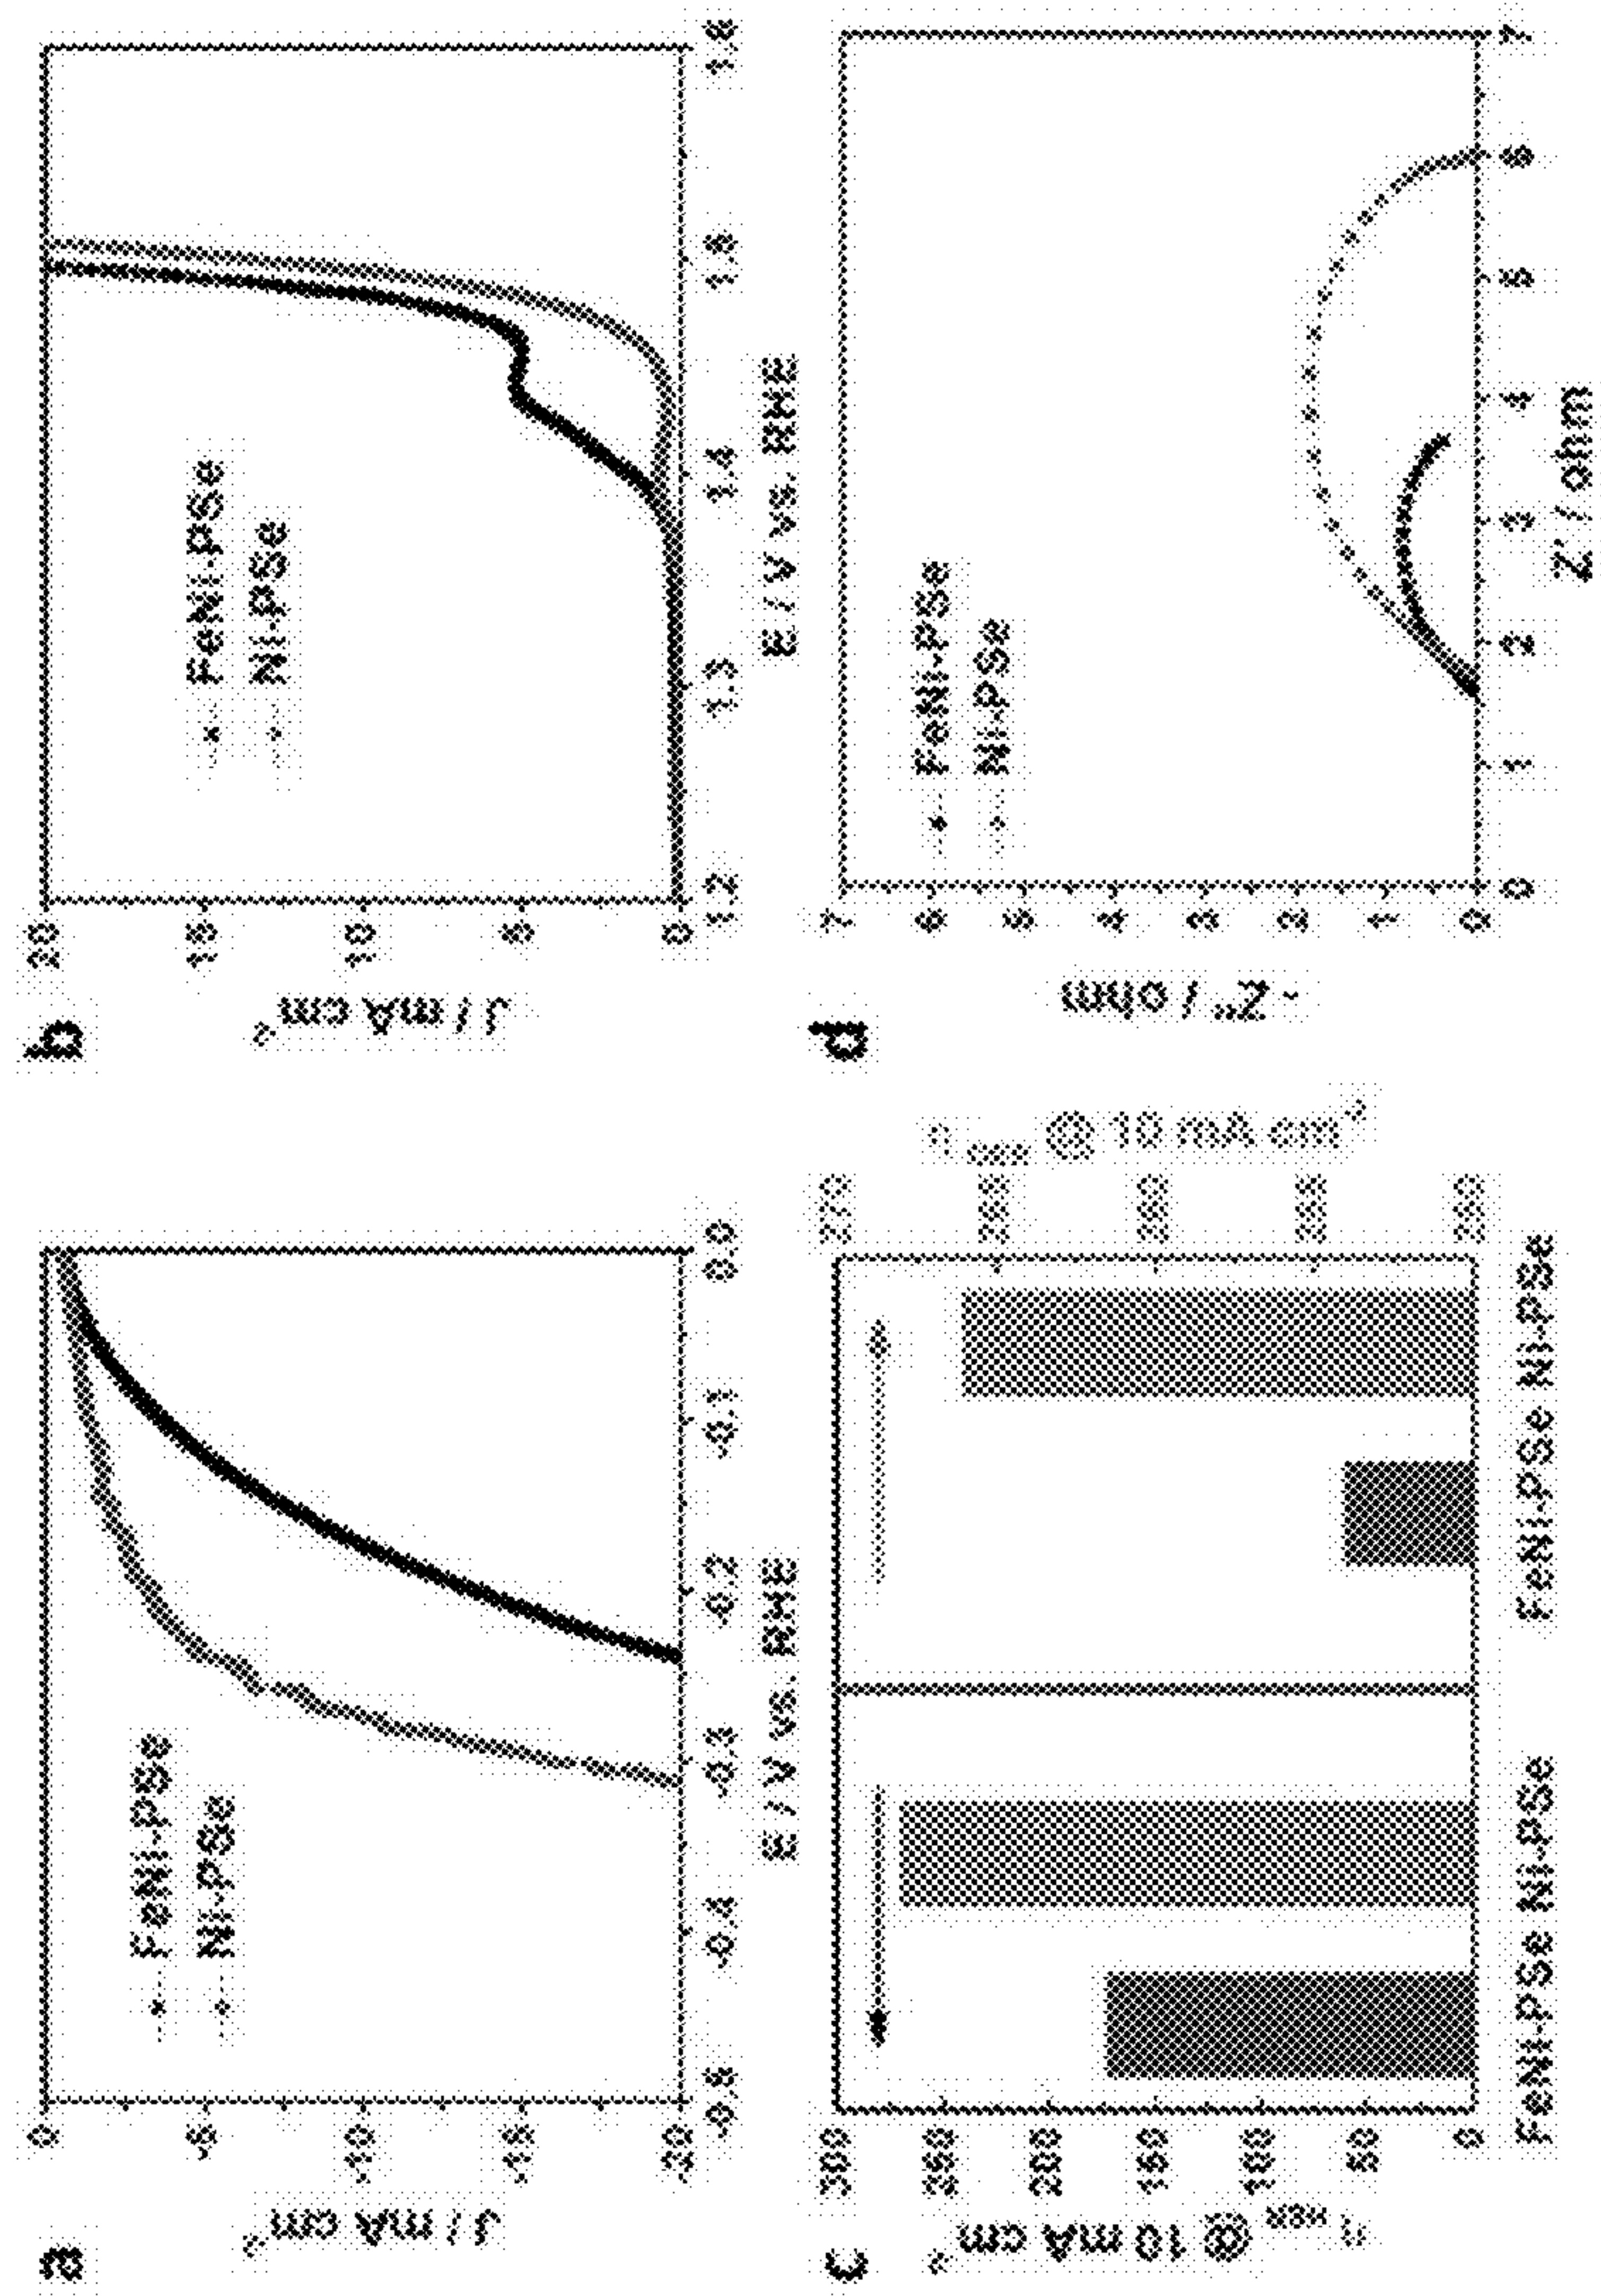 a
J / mA cm-2
0
-5
-10
-15
-20
FeNi-PSe
Ni-PSe
-0.5
-0.4
-0.3
-0.2
-0.1
0.0
E / V vs. RHE
b
J / mA cm-2
20
15
10
5
0
FeNi-PSe
Ni-PSe
1.2
1.3
1.4
1.5
1.6
E / V vs. RHE
c
η HER @ 10 mA cm-2
300
250
200
150
100
50
0
FeNi-PSe Ni-PSe
FeNi-PSe Ni-PSe
@ 10 mA cm-2
d
- Z" / ohm
7
6
5
4
3
2
1
0
FeNi-PSe
Ni-PSe
0
1
2
3
4
5
6
7
Z' / ohm